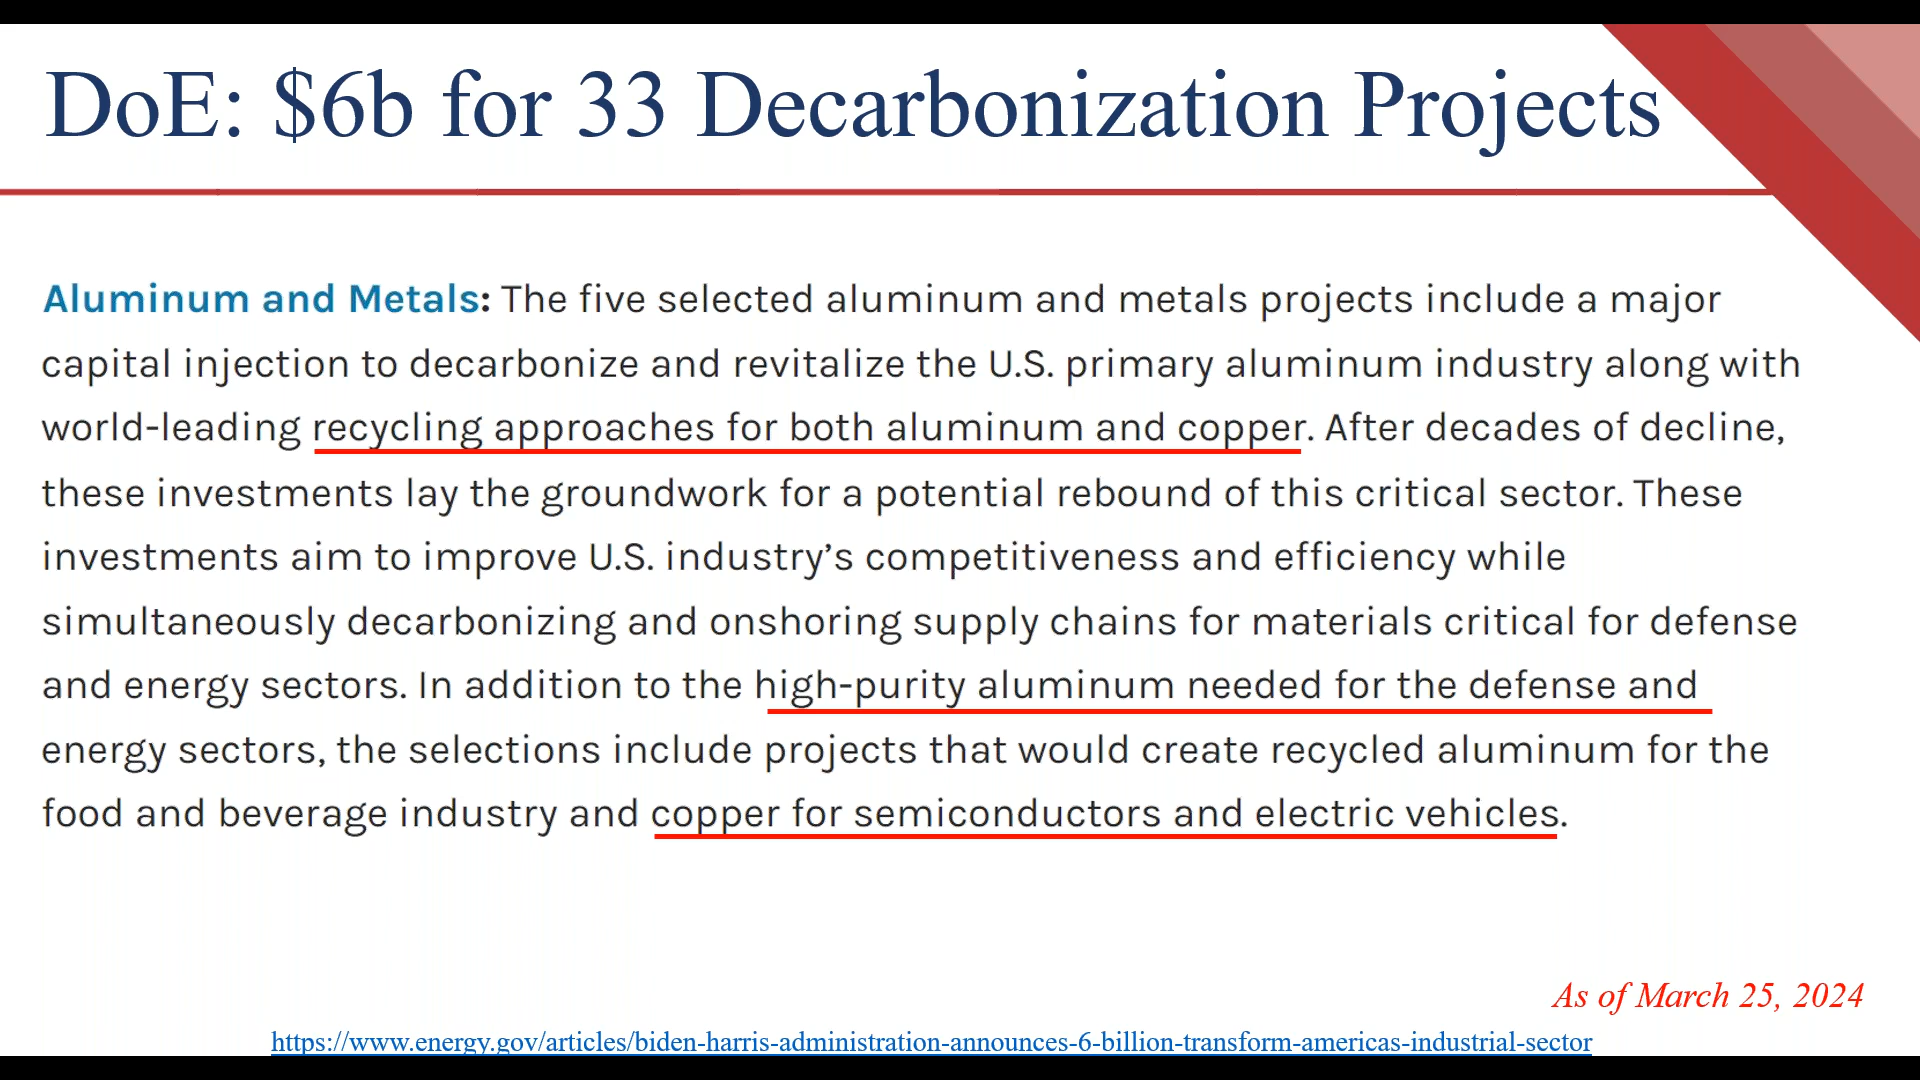 DoE: $6b for 33 Decarbonization Projects
Aluminum and Metals: The five selected aluminum and metals projects include a major
capital injection to decarbonize and revitalize the U.S. primary aluminum industry along with
world-leading recycling approaches for both aluminum and copper. After decades of decline,
these investments lay the groundwork for a potential rebound of this critical sector. These
investments aim to improve U.S. industry’s competitiveness and efficiency while
simultaneously decarbonizing and onshoring supply chains for materials critical for defense
and energy sectors. In addition to the high-purity aluminum needed for the defense and
energy sectors, the selections include projects that would create recycled aluminum for the
food and beverage industry and copper for semiconductors and electric vehicles.
As of March 25, 2024
https://www.energy.gov/articles/biden-harris-administration-announces-6-billion-transform-americas-industrial-sector